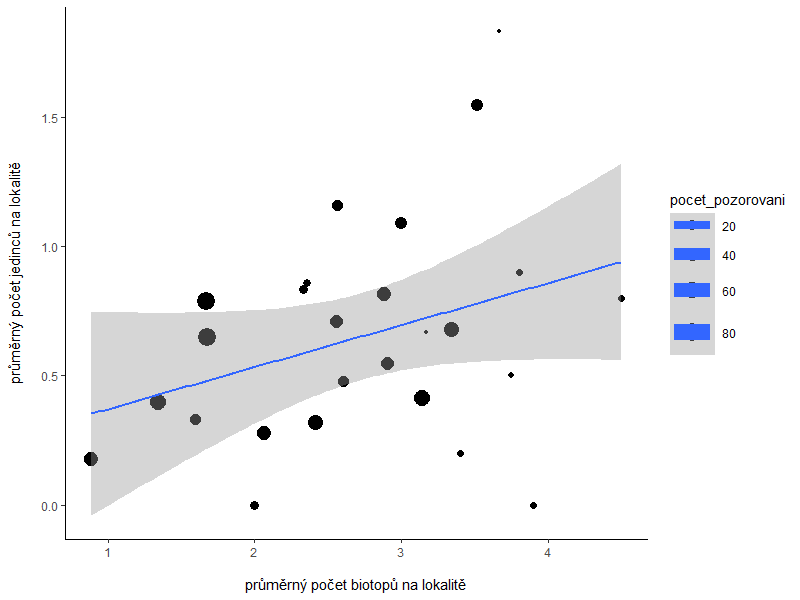 průměrný počet jedinců na lokalitě
1.5
1.0
0.5
0.0
1 2 3 4
průměrný počet biotopů na lokalitě
pocet_pozorovani
20
40
60
80